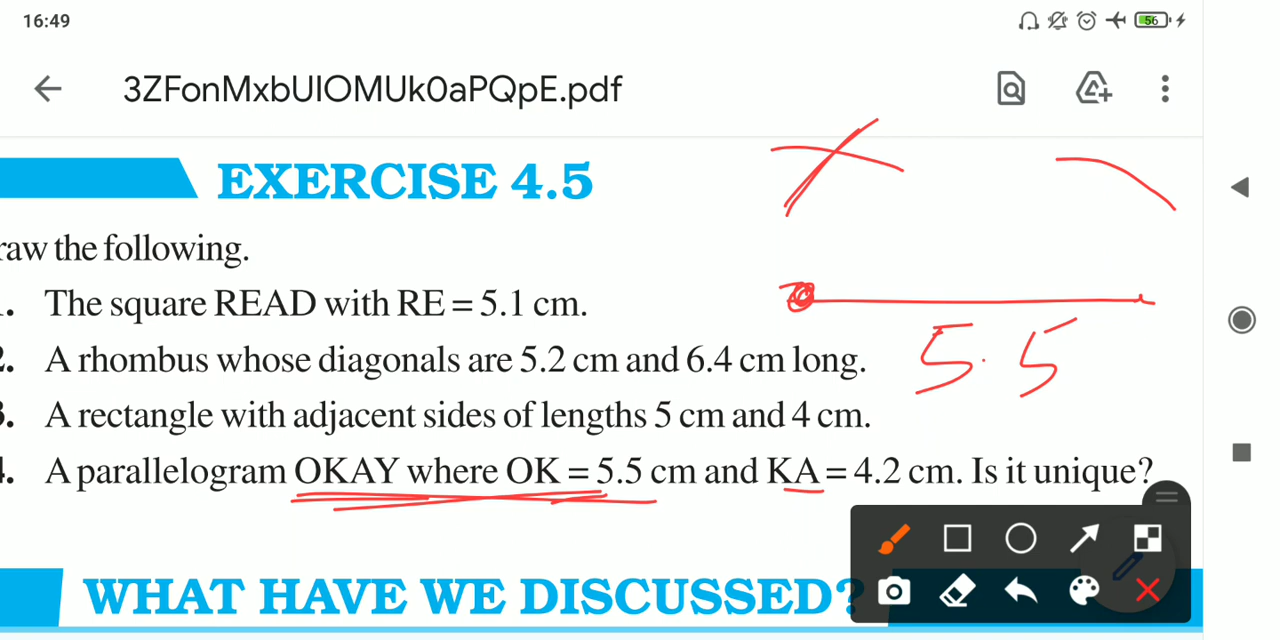 16:49
56
3ZFonMxbUIOMUk0aPQpE.pdf
EXERCISE 4.5
raw the following.
. The square READ with RE = 5.1 cm.
2. A rhombus whose diagonals are 5.2 cm and 6.4 cm long.
3. A rectangle with adjacent sides of lengths 5 cm and 4 cm.
4. A parallelogram OKAY where OK = 5.5 cm and KA = 4.2 cm. Is it unique?
5.5
WHAT HAVE WE DISCUSSED?